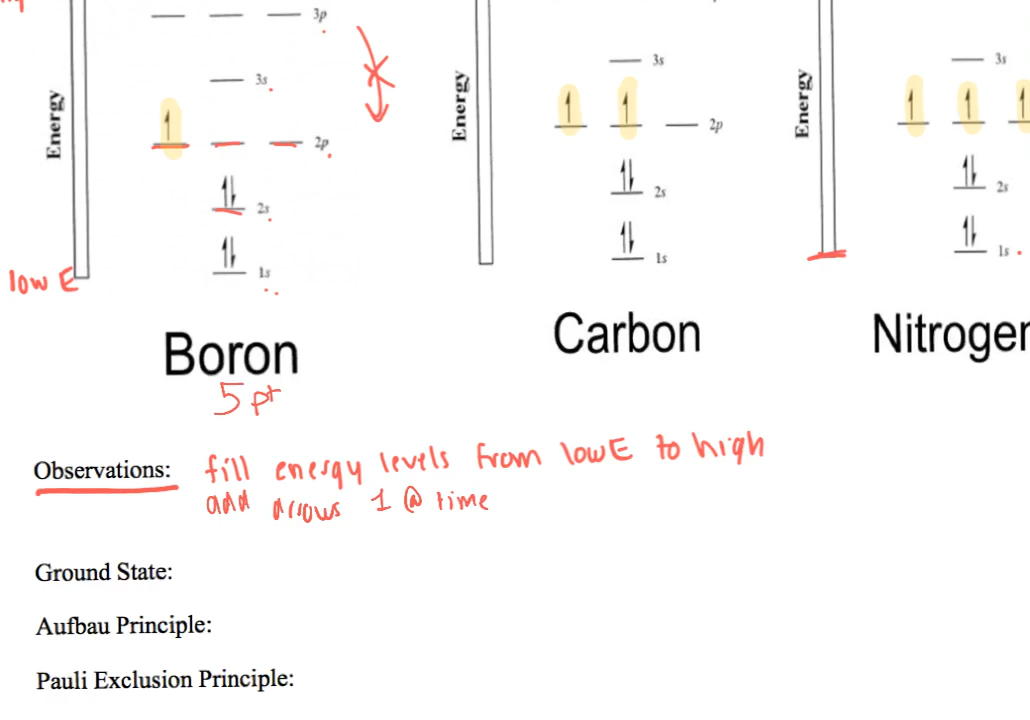 3p
3s
3s
3s
Energy
Energy
Energy
2p
2p
2s
2s
2s
1s
1s
1s
low E
Boron
Carbon
Nitrogen
5 pt
Observations: fill energy levels from low E to high
add arrows 1 @ time
Ground State:
Aufbau Principle:
Pauli Exclusion Principle: